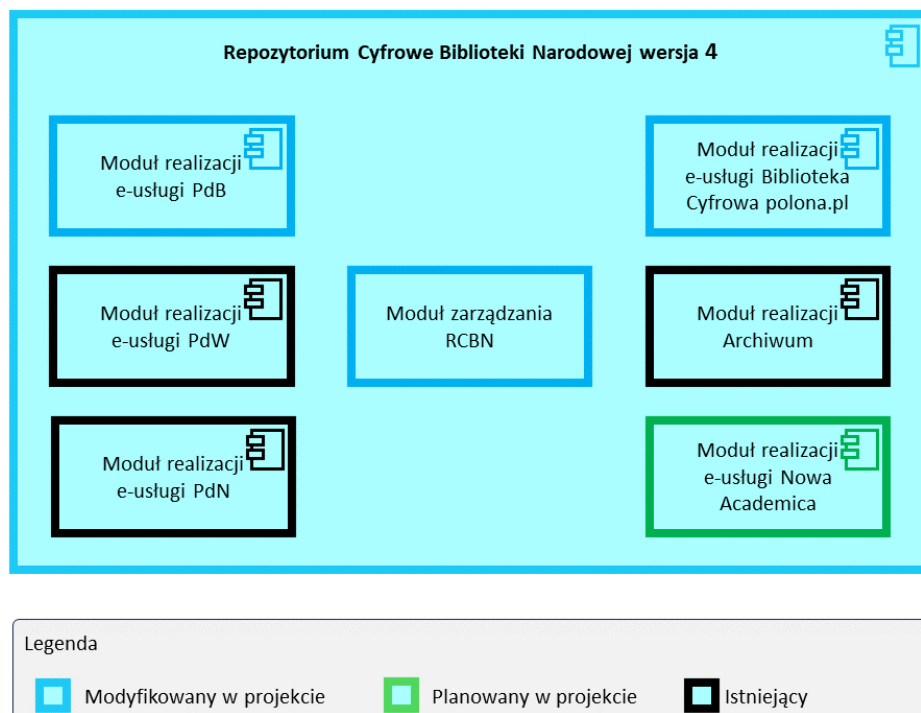 Repozytorium Cyfrowe Biblioteki Narodowej wersja 4
Moduł realizacji
e-usługi PdB
Moduł realizacji
e-usługi Biblioteka
Cyfrowa polona.pl
Moduł realizacji
e-usługi PdW
Moduł zarządzania
RCBN
Moduł realizacji
Archiwum
Moduł realizacji
e-usługi PdN
Moduł realizacji
e-usługi Nowa
Academica
Legenda
Modyfikowany w projekcie
Planowany w projekcie
Istniejący